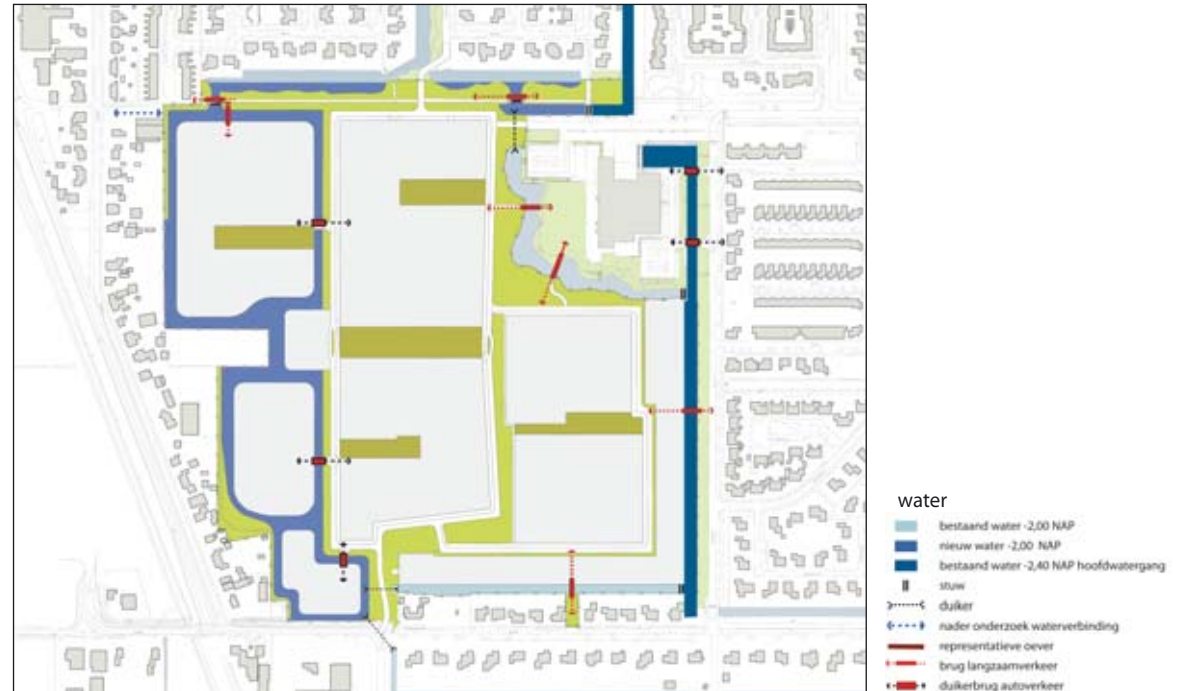 water
bestaand water -2,00 NAP
nieuw water -2,00 NAP
bestaand water -2,40 NAP hoofdwatergang
stuw
duiker
nader onderzoek waterverbinding
representatieve oever
brug langzaamverkeer
duikerbrug autoverkeer